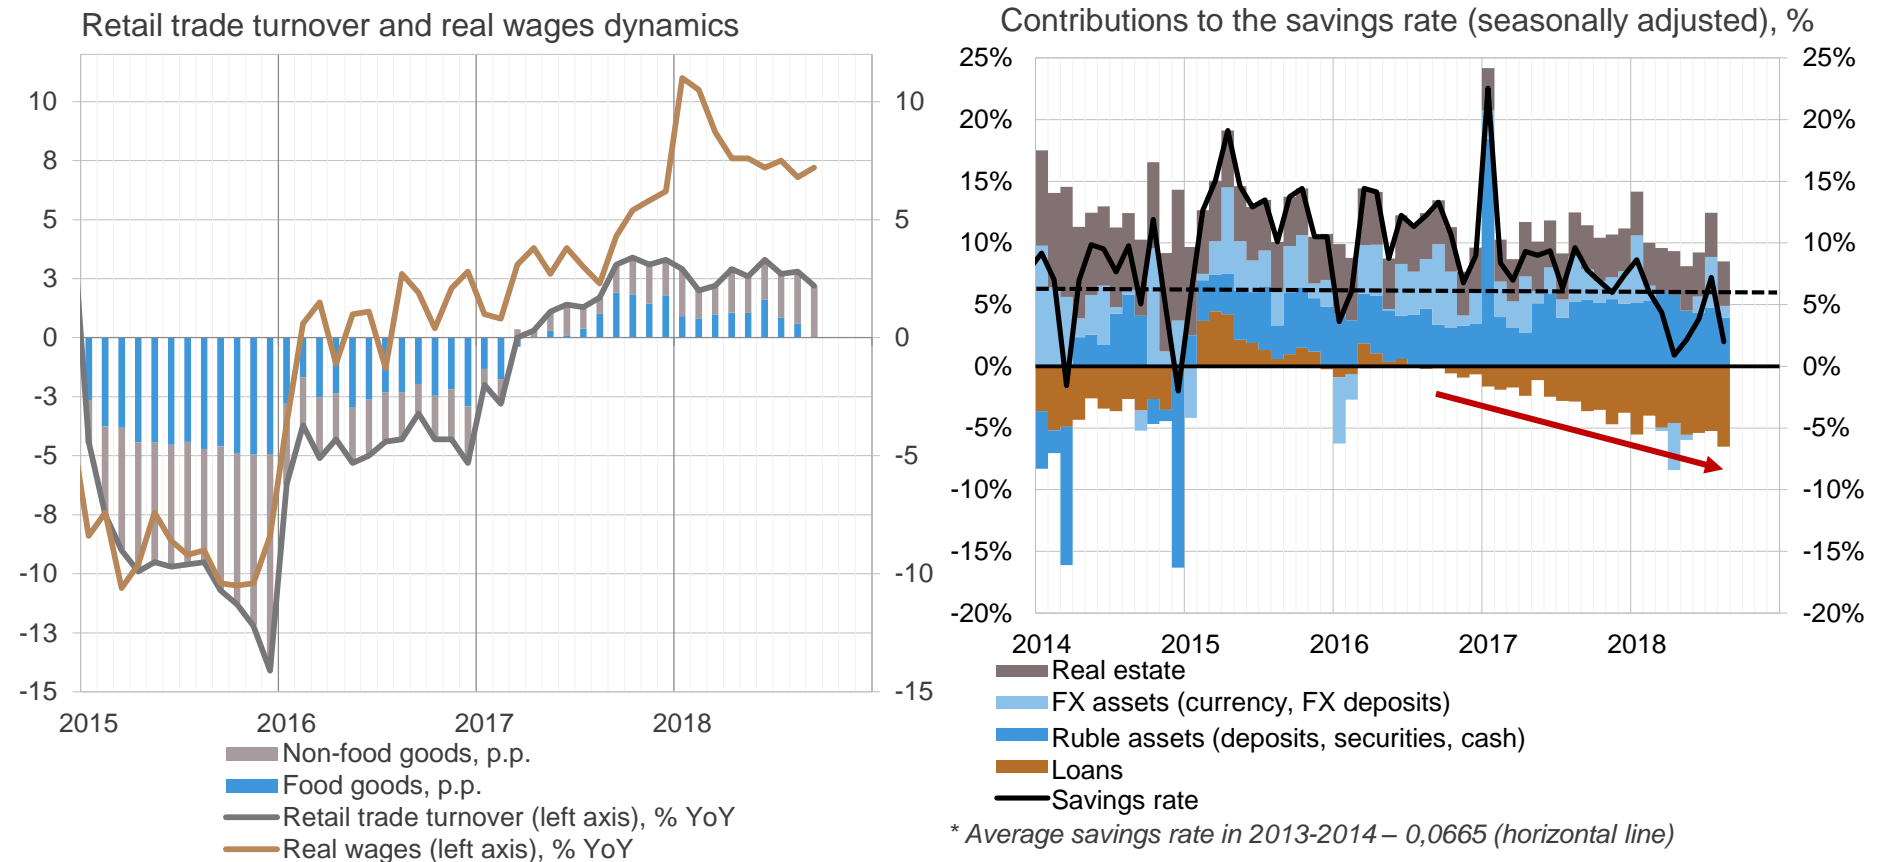 Retail trade turnover and real wages dynamics
10
8
5
3
0
-3
-5
-8
-10
-13
-15
10
5
0
-5
-10
-15
2015 2016 2017 2018
Non-food goods, p.p.
Food goods, p.p.
Retail trade turnover (left axis), % YoY
Real wages (left axis), % YoY
Contributions to the savings rate (seasonally adjusted), %
25%
20%
15%
10%
5%
0%
-5%
-10%
-15%
-20%
25%
20%
15%
10%
5%
0%
-5%
-10%
-15%
-20%
2014 2015 2016 2017 2018
Real estate
FX assets (currency, FX deposits)
Ruble assets (deposits, securities, cash)
Loans
Savings rate
* Average savings rate in 2013-2014 – 0,0665 (horizontal line)